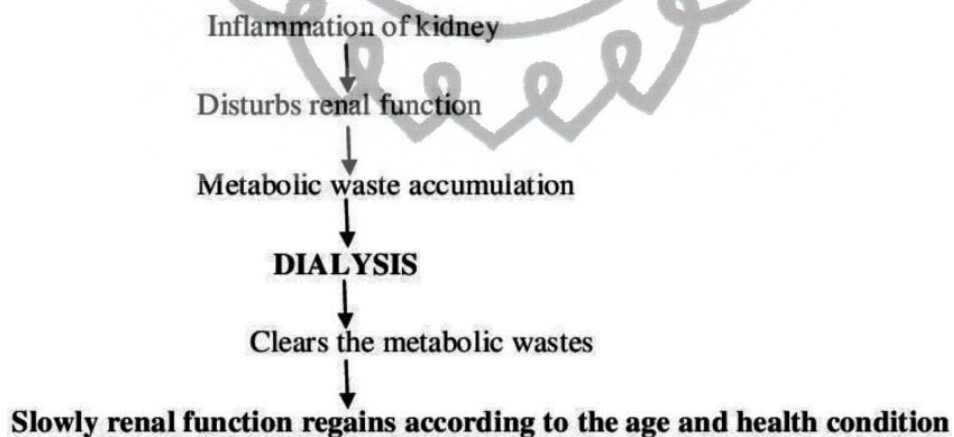 Inflammation of kidney
Disturbs renal function
Metabolic waste accumulation
DIALYSIS
Clears the metabolic wastes
Slowly renal function regains according to the age and health condition